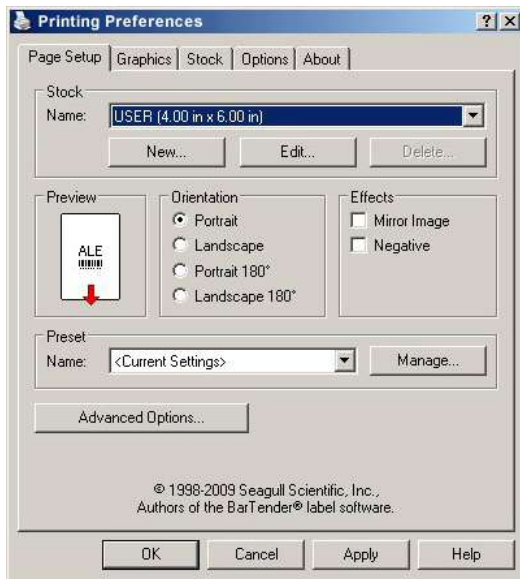 Printing Preferences
Page Setup Graphics Stock Options About
Stock
Name: USER (4.00 in x 6.00 in)
New... Edit... Delete...
Preview
ALE
Orientation
Portrait
Landscape
Portrait 180°
Landscape 180°
Effects
Mirror Image
Negative
Preset
Name: <Current Settings> Manage...
Advanced Options...
© 1998-2009 Seagull Scientific, Inc.,
Authors of the BarTender® label software.
OK Cancel Apply Help